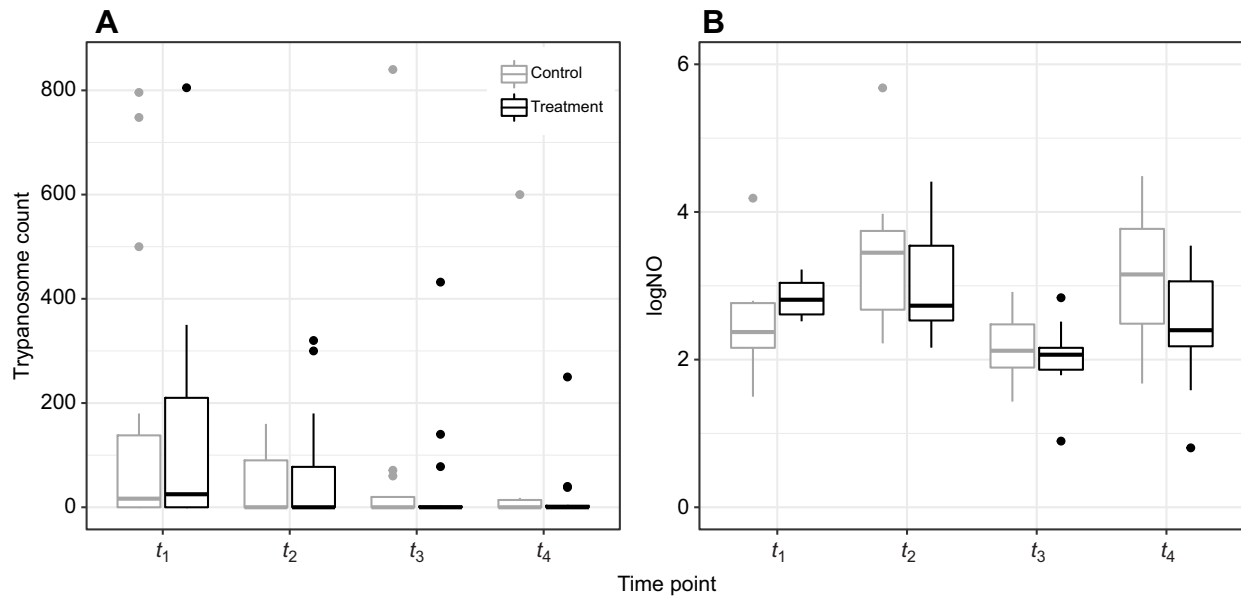 A
B
Trypanosome count
800
600
400
200
0
Control
Treatment
t1
t2
t3
t4
logNO
6
4
2
0
t1
t2
t3
t4
Time point